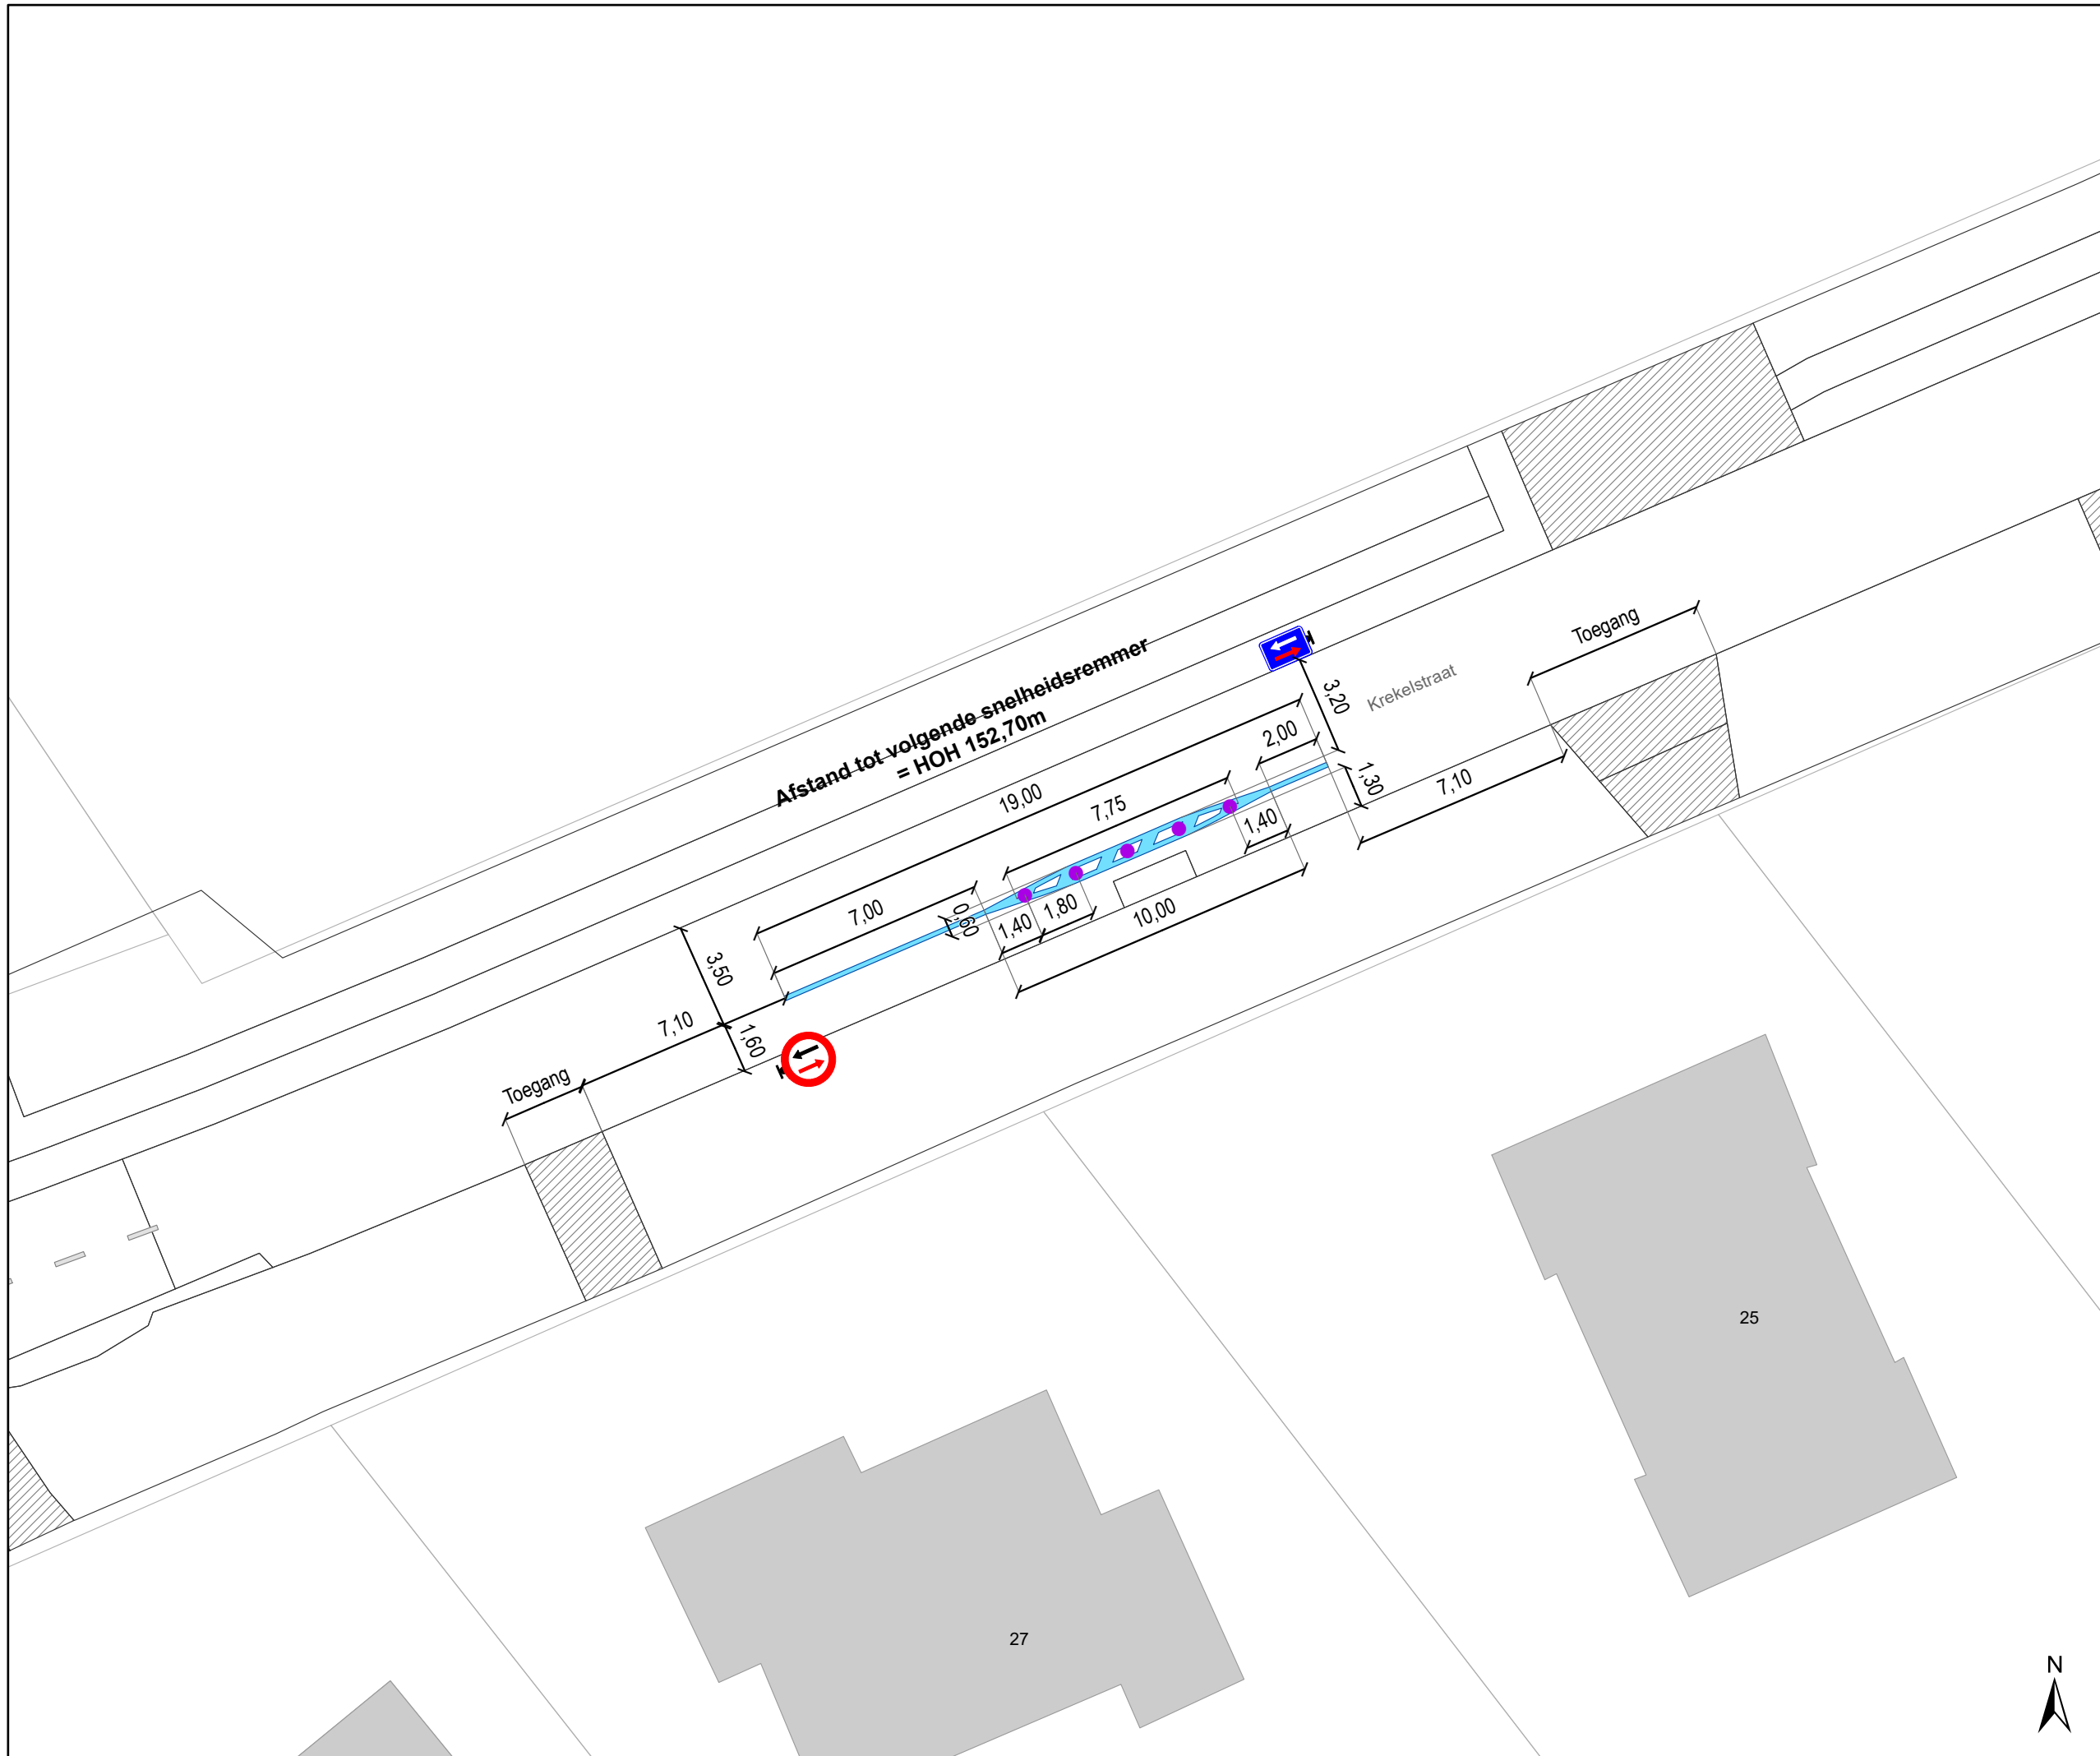 Afstand tot volgende snelheidsremmer
= HOH 152,70m
Toegang
Krekelstraat
3,20
2,00
1,30
19,00
7,75
7,10
1,40
7,00
0,60
1,40
1,80
10,00
3,50
7,10
1,60
Toegang
25
27
N